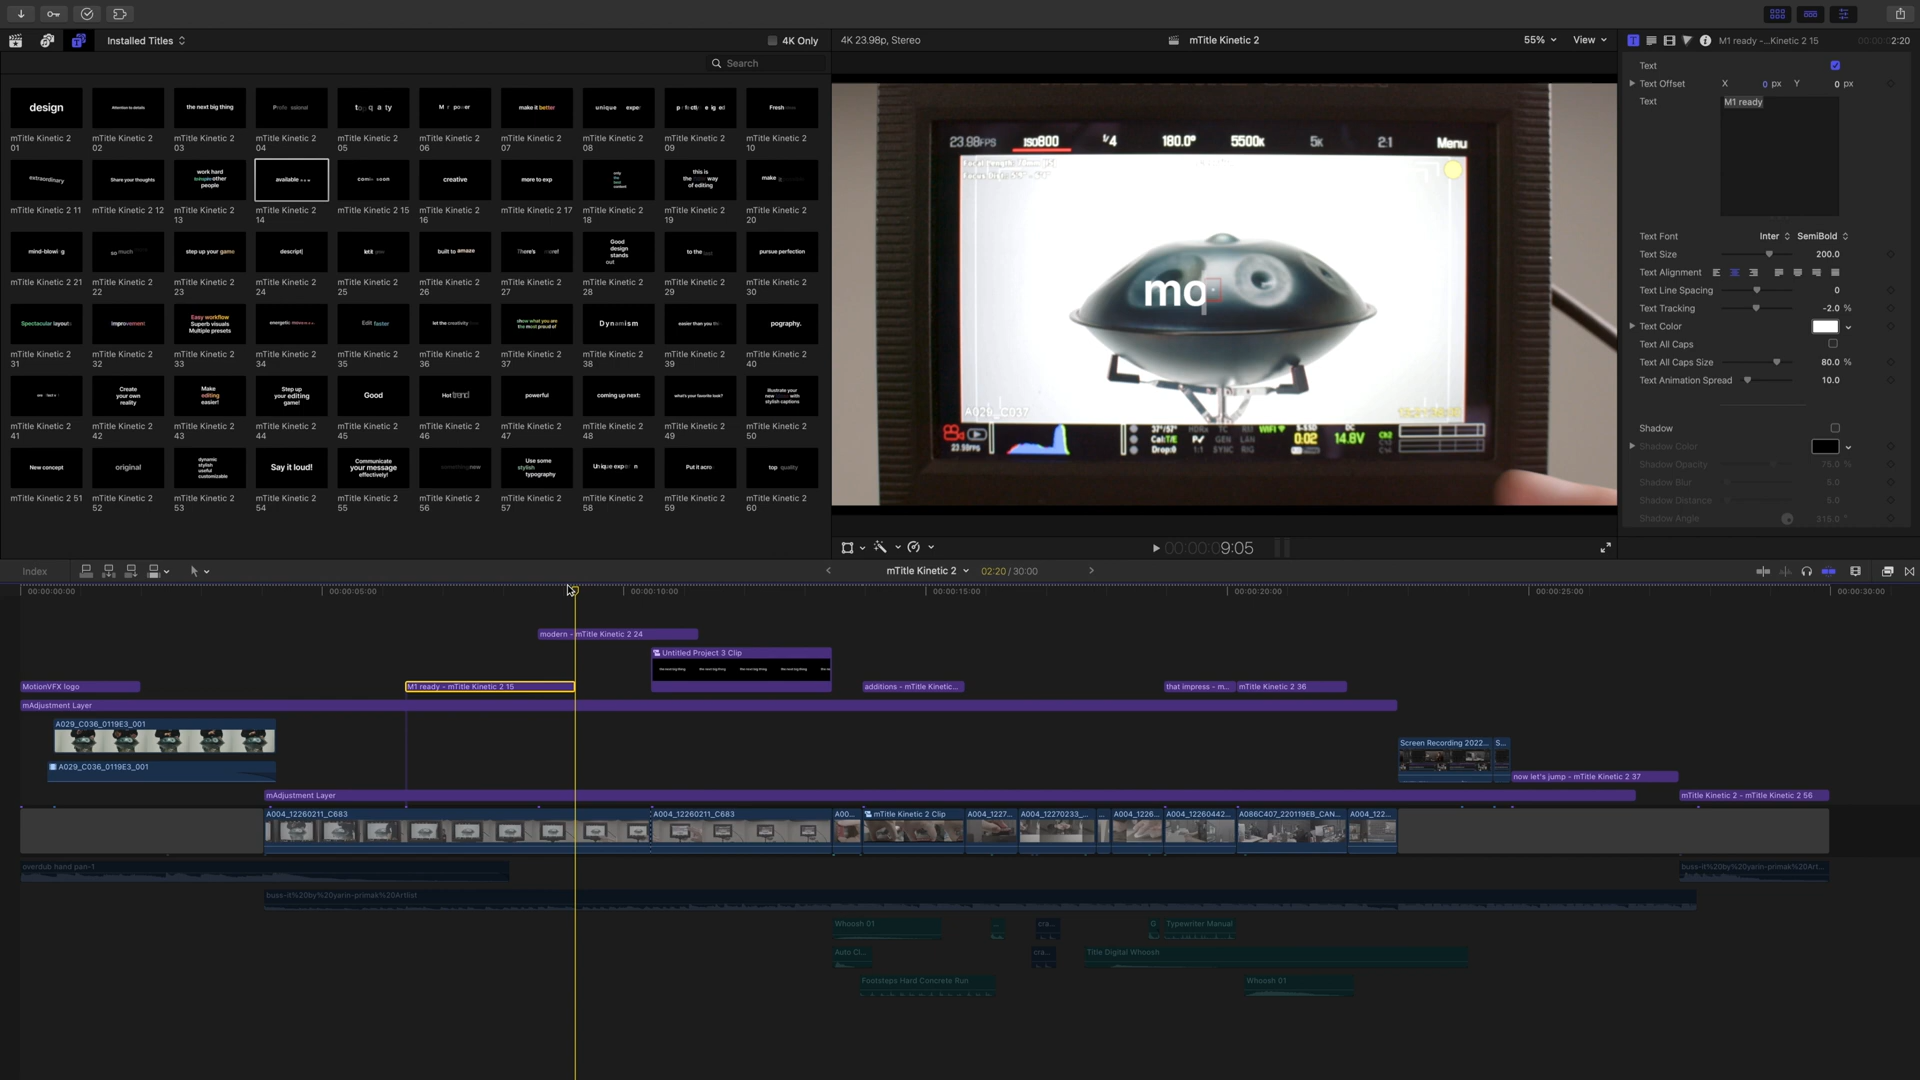 Installed Titles
4K Only
Search
4K 23.98p, Stereo
mTitle Kinetic 2
55%
View
M1 ready -...Kinetic 2 15
2:20
design
Attention to details
the next big thing
make it better
mTitle Kinetic 2 01
mTitle Kinetic 2 02
mTitle Kinetic 2 03
mTitle Kinetic 2 04
mTitle Kinetic 2 05
mTitle Kinetic 2 06
mTitle Kinetic 2 07
mTitle Kinetic 2 08
mTitle Kinetic 2 09
mTitle Kinetic 2 10
extraordinary
Share your thoughts
work hard
people
available
creative
more to exp
only
the
content
this is
the way
of editing
make
mTitle Kinetic 2 11
mTitle Kinetic 2 12
mTitle Kinetic 2 13
mTitle Kinetic 2 14
mTitle Kinetic 2 15
mTitle Kinetic 2 16
mTitle Kinetic 2 17
mTitle Kinetic 2 18
mTitle Kinetic 2 19
mTitle Kinetic 2 20
so much
step up your game
descript
built to amaze
There's
Good
design
stands
out
to the
pursue perfection
mTitle Kinetic 2 21
mTitle Kinetic 2 22
mTitle Kinetic 2 23
mTitle Kinetic 2 24
mTitle Kinetic 2 25
mTitle Kinetic 2 26
mTitle Kinetic 2 27
mTitle Kinetic 2 28
mTitle Kinetic 2 29
mTitle Kinetic 2 30
Spectacular layout
improvement
Easy workflow
Superb visuals
Multiple presets
energetic
Edit faster
let the creativity
show what you are
the most proud of
Dynamism
easier than you
pography.
mTitle Kinetic 2 31
mTitle Kinetic 2 32
mTitle Kinetic 2 33
mTitle Kinetic 2 34
mTitle Kinetic 2 35
mTitle Kinetic 2 36
mTitle Kinetic 2 37
mTitle Kinetic 2 38
mTitle Kinetic 2 39
mTitle Kinetic 2 40
Create
your own
reality
Make
editing
easier!
Step up
your editing
game!
Good
Hot trend
powerful
coming up next:
what's your favorite look?
Illustrate your
new with
stylish captions
mTitle Kinetic 2 41
mTitle Kinetic 2 42
mTitle Kinetic 2 43
mTitle Kinetic 2 44
mTitle Kinetic 2 45
mTitle Kinetic 2 46
mTitle Kinetic 2 47
mTitle Kinetic 2 48
mTitle Kinetic 2 49
mTitle Kinetic 2 50
New concept
original
dynamic
stylish
useful
customizable
Say it loud!
Communicate
your message
effectively!
Use some
stylish
typography
Put it acro
top quality
mTitle Kinetic 2 51
mTitle Kinetic 2 52
mTitle Kinetic 2 53
mTitle Kinetic 2 54
mTitle Kinetic 2 55
mTitle Kinetic 2 56
mTitle Kinetic 2 57
mTitle Kinetic 2 58
mTitle Kinetic 2 59
mTitle Kinetic 2 60
23.98FPS ISO800 f/4 180.0° 5500K 5K 2:1 Menu
mo
A029_C037
23.98FPS
37°/57°
Cal:T/E
Drop:0
WIFI
0:02
DC
14.8V
Ch2
00:00:00:09:05
Text
Text Offset X 0 px Y 0 px
Text
M1 ready
Text Font Inter SemiBold
Text Size 200.0
Text Alignment
Text Line Spacing 0
Text Tracking -2.0 %
Text Color
Text All Caps
Text All Caps Size 80.0 %
Text Animation Spread 10.0
Shadow
Shadow Color
Shadow Opacity 75.0 %
Shadow Blur 5.0
Shadow Distance 5.0
Shadow Angle 315.0 °
Index
mTitle Kinetic 2
02:20 / 30:00
00:00:00:00
00:00:05:00
00:00:10:00
00:00:15:00
00:00:20:00
00:00:25:00
00:00:30:00
modern - mTitle Kinetic 2 24
Untitled Project 3 Clip
MotionVFX logo
M1 ready - mTitle Kinetic 2 15
additions - mTitle Kinetic...
that impress - m...
mTitle Kinetic 2 36
mAdjustment Layer
A029_C036_0119E3_001
Screen Recording 2022...
S...
A029_C036_0119E3_001
now let's jump - mTitle Kinetic 2 37
mAdjustment Layer
mTitle Kinetic 2 - mTitle Kinetic 2 56
A004_12260211_C683
A004_12260211_C683
A00...
mTitle Kinetic 2 Clip
A004_1227...
A004_12270233_...
...
A004_1226...
A004_12260442...
A086C407_220119EB_CAN...
A004_122...
overdub hand pan-1
buss-it%20by%20yarin-primak%20Art...
buss-it%20by%20yarin-primak%20Artlist
Whoosh 01
...
cra...
G
Typewriter Manual
Auto Cl...
cra...
Title Digital Whoosh
Footsteps Hard Concrete Run
Whoosh 01